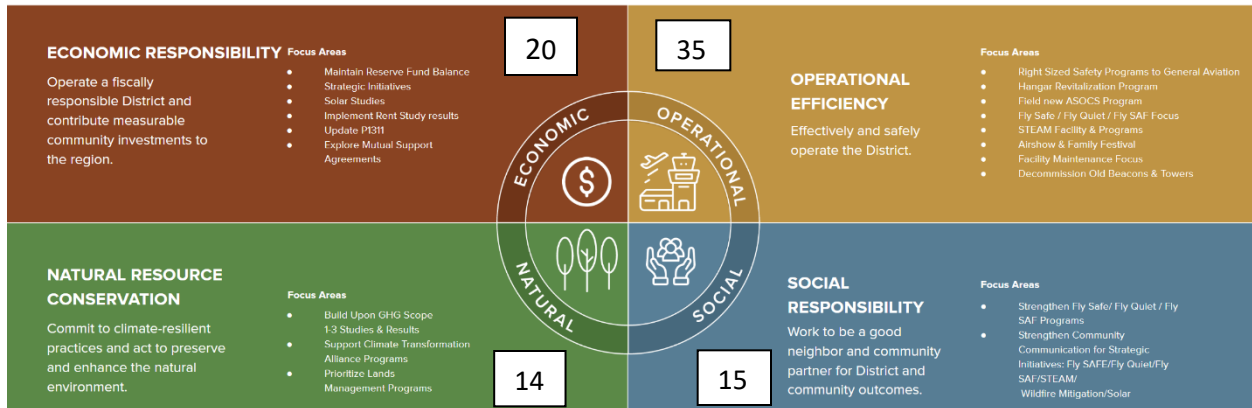 ECONOMIC RESPONSIBILITY
Operate a fiscally
responsible District and
contribute measurable
community investments to
the region.
Focus Areas
● Maintain Reserve Fund Balance
● Strategic Initiatives
● Solar Studies
● Implement Rent Study results
● Update P1311
● Explore Mutual Support
Agreements
20
35
OPERATIONAL
EFFICIENCY
Effectively and safely
operate the District.
Focus Areas
● Right Sized Safety Programs to General Aviation
● Hangar Revitalization Program
● Field new ASOCS Program
● Fly Safe / Fly Quiet / Fly SAF Focus
● STEAM Facility & Programs
● Airshow & Family Festival
● Facility Maintenance Focus
● Decommission Old Beacons & Towers
ECONOMIC
OPERATIONAL
$
NATURAL
SOCIAL
NATURAL RESOURCE
CONSERVATION
Commit to climate-resilient
practices and act to preserve
and enhance the natural
environment.
Focus Areas
● Build Upon GHG Scope
1-3 Studies & Results
● Support Climate Transformation
Alliance Programs
● Prioritize Lands
Management Programs
14
15
SOCIAL
RESPONSIBILITY
Work to be a good
neighbor and community
partner for District and
community outcomes.
Focus Areas
● Strengthen Fly Safe/ Fly Quiet / Fly
SAF Programs
● Strengthen Community
Communication for Strategic
Initiatives: Fly SAFE/Fly Quiet/Fly
SAF/STEAM/
Wildfire Mitigation/Solar